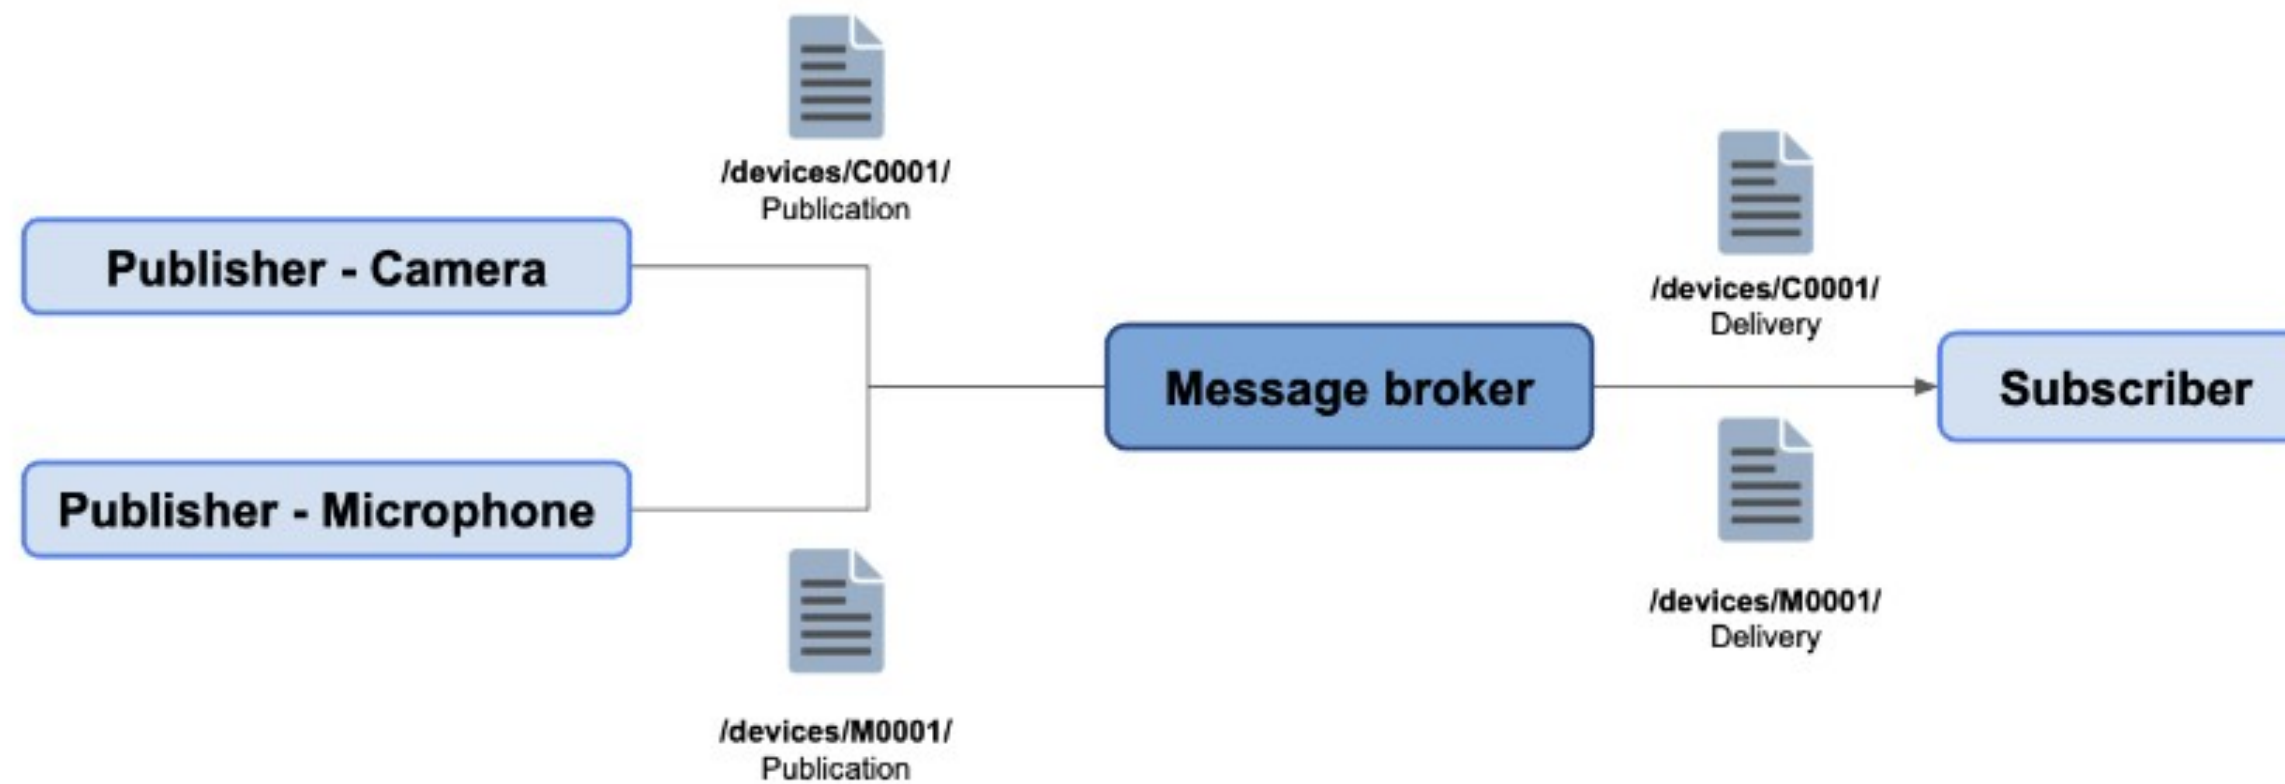 /devices/C0001/
Publication
Publisher - Camera
/devices/C0001/
Delivery
Message broker
Subscriber
Publisher - Microphone
/devices/M0001/
Delivery
/devices/M0001/
Publication